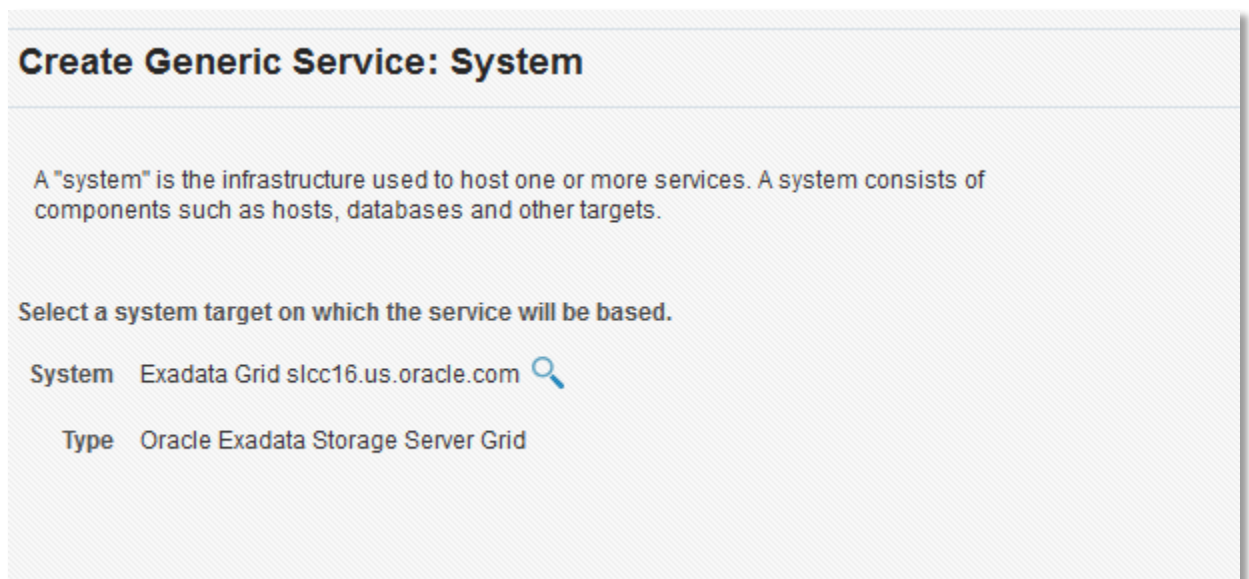 Create Generic Service: System
A "system" is the infrastructure used to host one or more services. A system consists of
components such as hosts, databases and other targets.
Select a system target on which the service will be based.
System Exadata Grid slcc16.us.oracle.com
Type Oracle Exadata Storage Server Grid